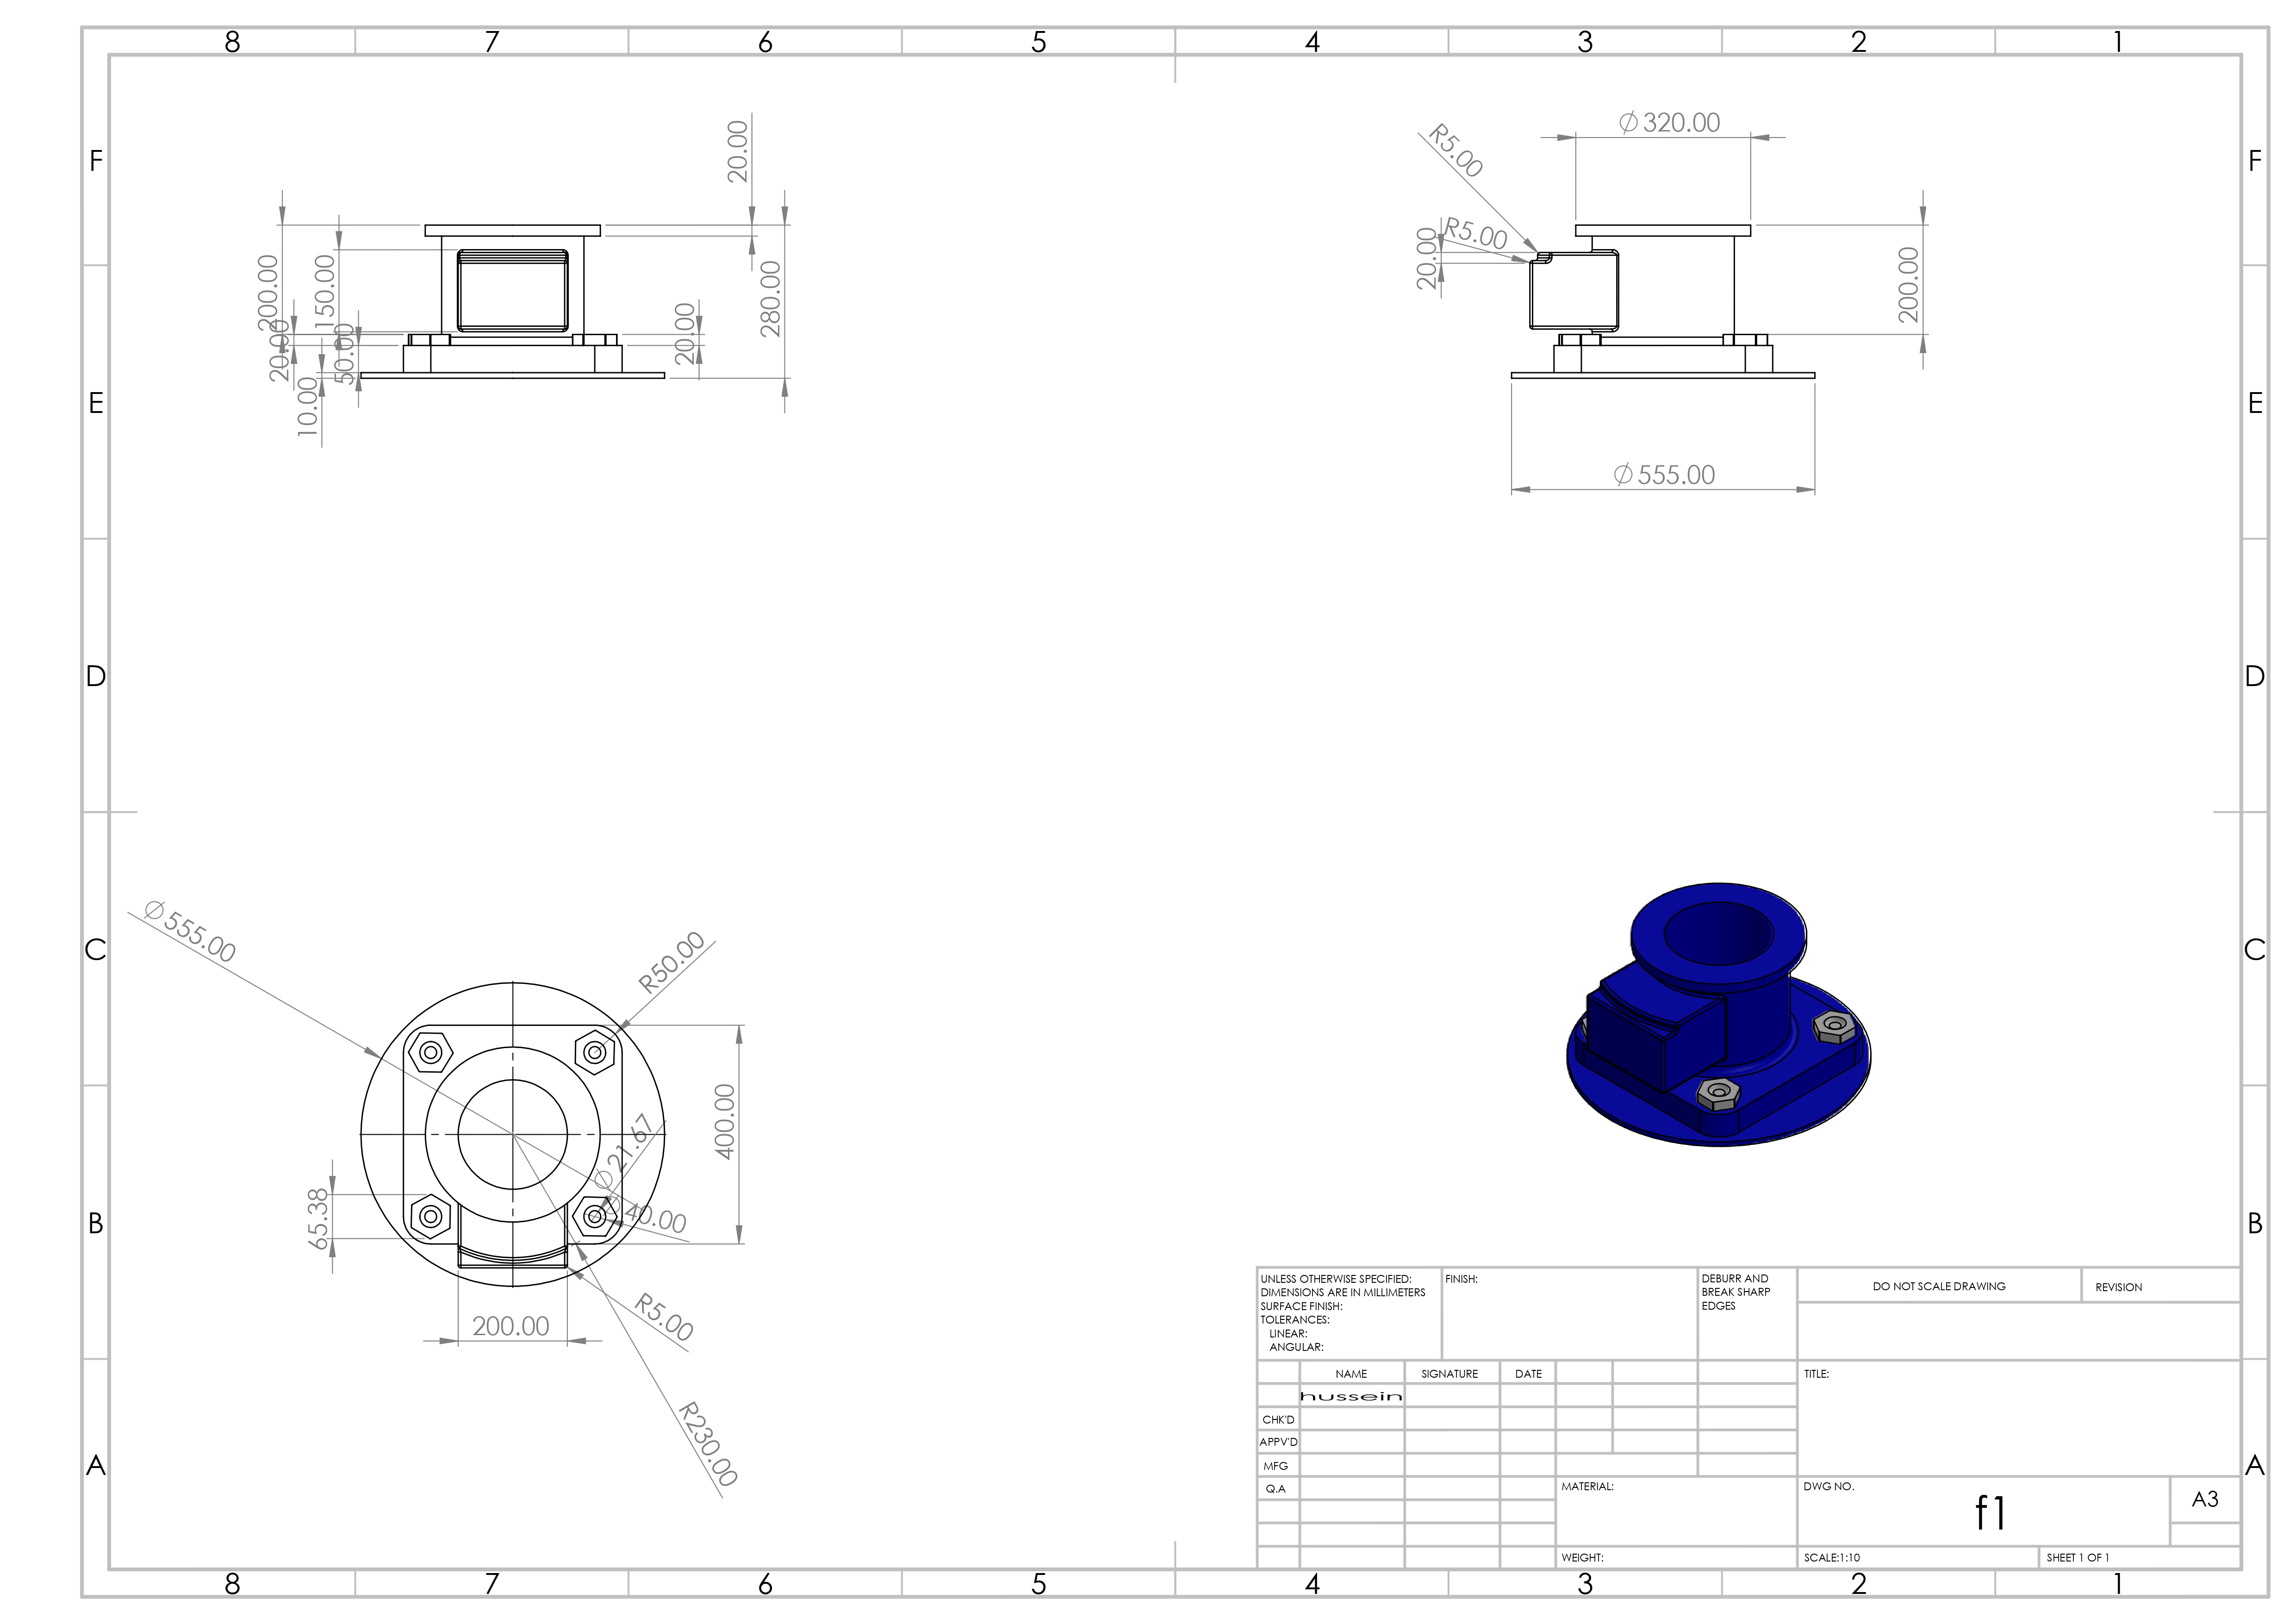 8 7 6 5 4 3 2 1
F F
E E
D D
C C
B B
A A
20.00
200.00
150.00
280.00
20.00
50.00
20.00
10.00
R5.00
R5.00
20.00
⌀320.00
200.00
⌀555.00
⌀555.00
R50.00
400.00
⌀21.67
⌀40.00
65.38
200.00
R5.00
R230.00
UNLESS OTHERWISE SPECIFIED:
DIMENSIONS ARE IN MILLIMETERS
SURFACE FINISH:
TOLERANCES:
LINEAR:
ANGULAR:
FINISH:
DEBURR AND
BREAK SHARP
EDGES
DO NOT SCALE DRAWING
REVISION
NAME SIGNATURE DATE
TITLE:
hussein
CHK'D
APPV'D
MFG
Q.A
MATERIAL:
DWG NO.
f1
A3
WEIGHT:
SCALE:1:10
SHEET 1 OF 1
8 7 6 5 4 3 2 1